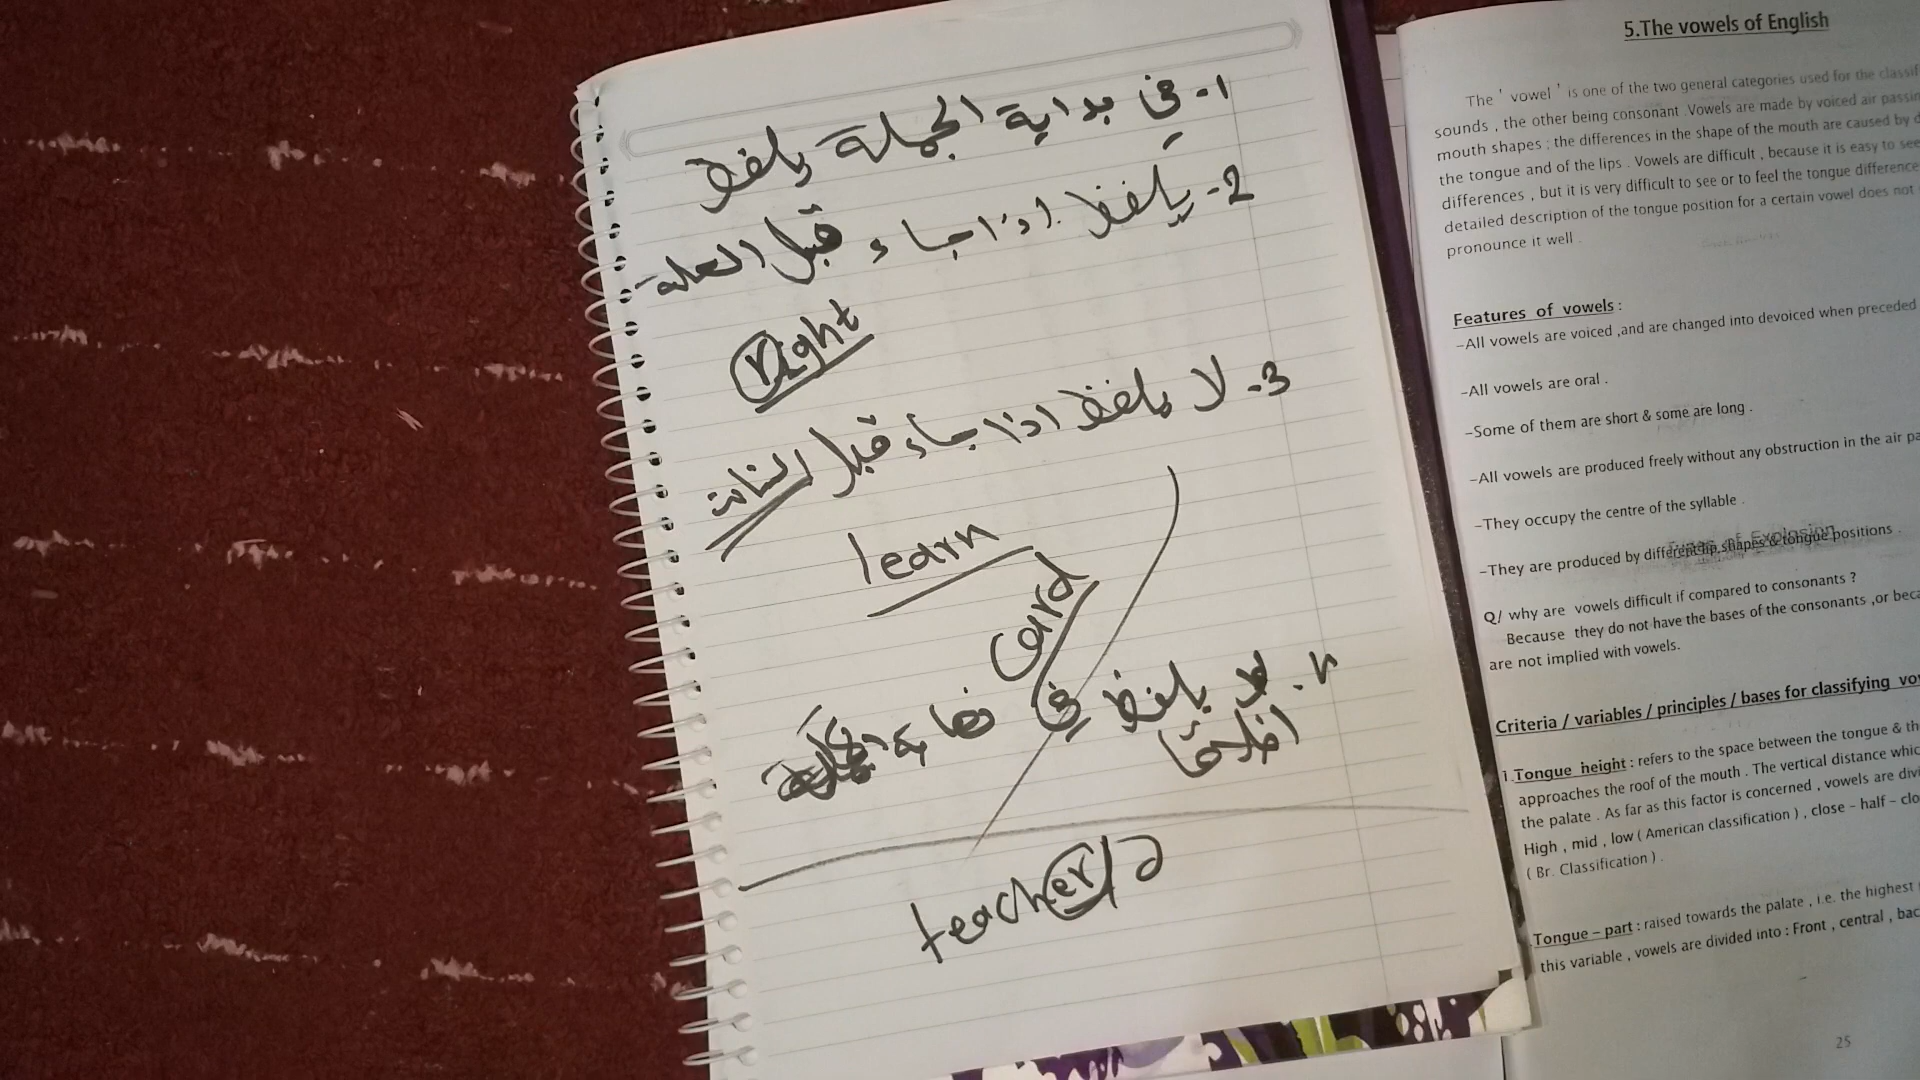 1- في بداية الجملة يلفظ
2- يلفظ اذا جاء قبل العلة
right
3- لا يلفظ اذا جاء قبل الساكت
learn
card
لا يلفظ في نهاية
teacher/ə
5.The vowels of English
The ' vowel ' is one of the two general categories used for the classif
sounds , the other being consonant .Vowels are made by voiced air passin
mouth shapes ; the differences in the shape of the mouth are caused by d
the tongue and of the lips . Vowels are difficult , because it is easy to see
differences , but it is very difficult to see or to feel the tongue difference
detailed description of the tongue position for a certain vowel does not
pronounce it well .
Features of vowels :
-All vowels are voiced ,and are changed into devoiced when preceded
-All vowels are oral .
-Some of them are short & some are long .
-All vowels are produced freely without any obstruction in the air pa
-They occupy the centre of the syllable .
-They are produced by different lip shapes & tongue positions .
Q/ why are vowels difficult if compared to consonants ?
Because they do not have the bases of the consonants ,or beca
are not implied with vowels.
Criteria / variables / principles / bases for classifying vo
1.Tongue height : refers to the space between the tongue & th
approaches the roof of the mouth . The vertical distance whic
the palate . As far as this factor is concerned , vowels are divi
High , mid , low ( American classification ) , close – half – clo
( Br. Classification ) .
Tongue – part : raised towards the palate , i.e. the highest
this variable , vowels are divided into : Front , central , bac
25